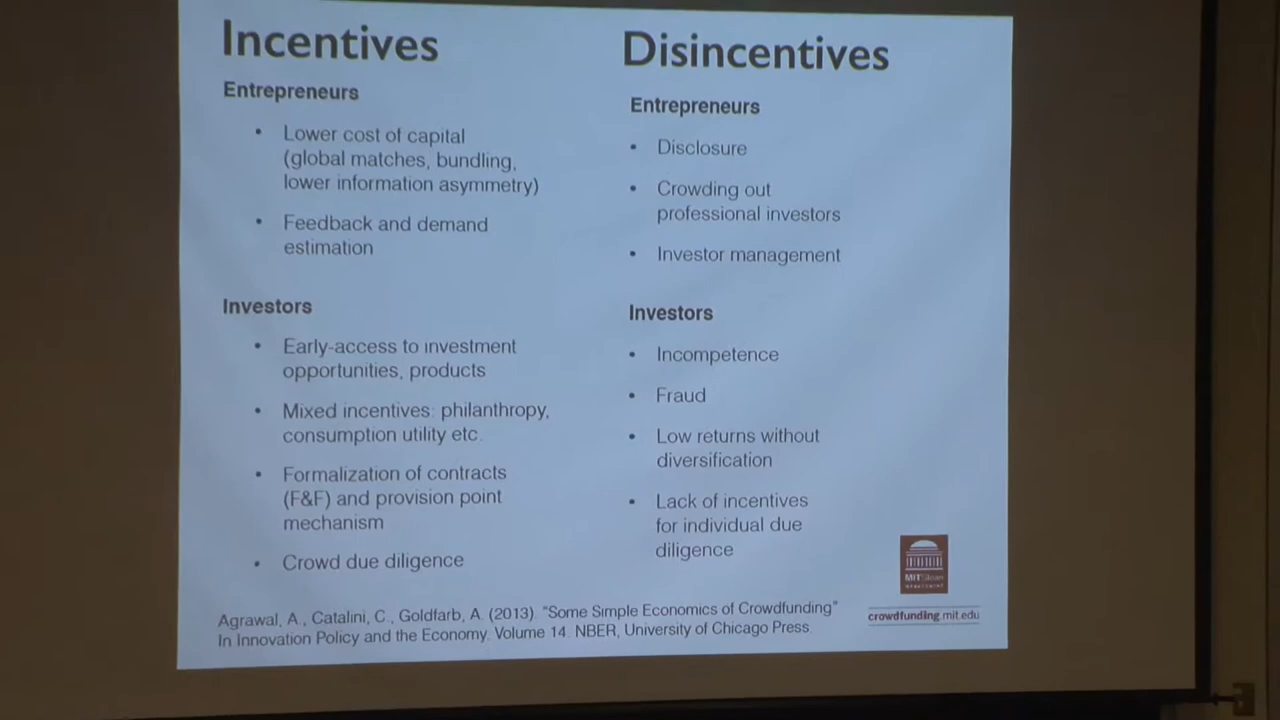 Incentives
Entrepreneurs
• Lower cost of capital
(global matches, bundling,
lower information asymmetry)
• Feedback and demand
estimation
Investors
• Early-access to investment
opportunities, products
• Mixed incentives: philanthropy,
consumption utility etc.
• Formalization of contracts
(F&F) and provision point
mechanism
• Crowd due diligence
Disincentives
Entrepreneurs
• Disclosure
• Crowding out
professional investors
• Investor management
Investors
• Incompetence
• Fraud
• Low returns without
diversification
• Lack of incentives
for individual due
diligence
Agrawal, A., Catalini, C., Goldfarb, A. (2013). "Some Simple Economics of Crowdfunding"
In Innovation Policy and the Economy. Volume 14. NBER, University of Chicago Press.
MIT Sloan
MANAGEMENT
crowdfunding.mit.edu